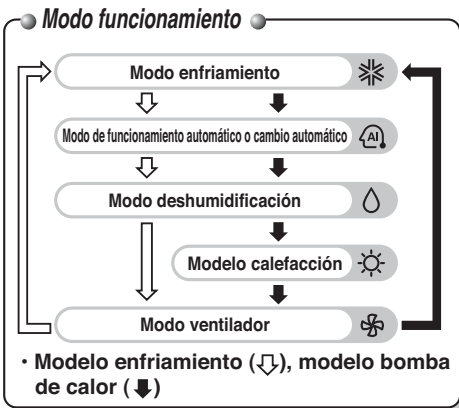 Modo funcionamiento
Modo enfriamiento
Modo de funcionamiento automático o cambio automático
AI
Modo deshumidificación
Modelo calefacción
Modo ventilador
· Modelo enfriamiento (⇩), modelo bomba
de calor (⬇)